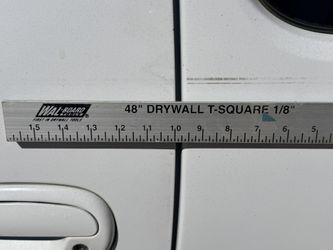 WAL-BOARD
48" DRYWALL T-SQUARE 1/8"
FIRST IN DRYWALL TOOLS
15 14 13 12 11 10 9 8 7 6 5